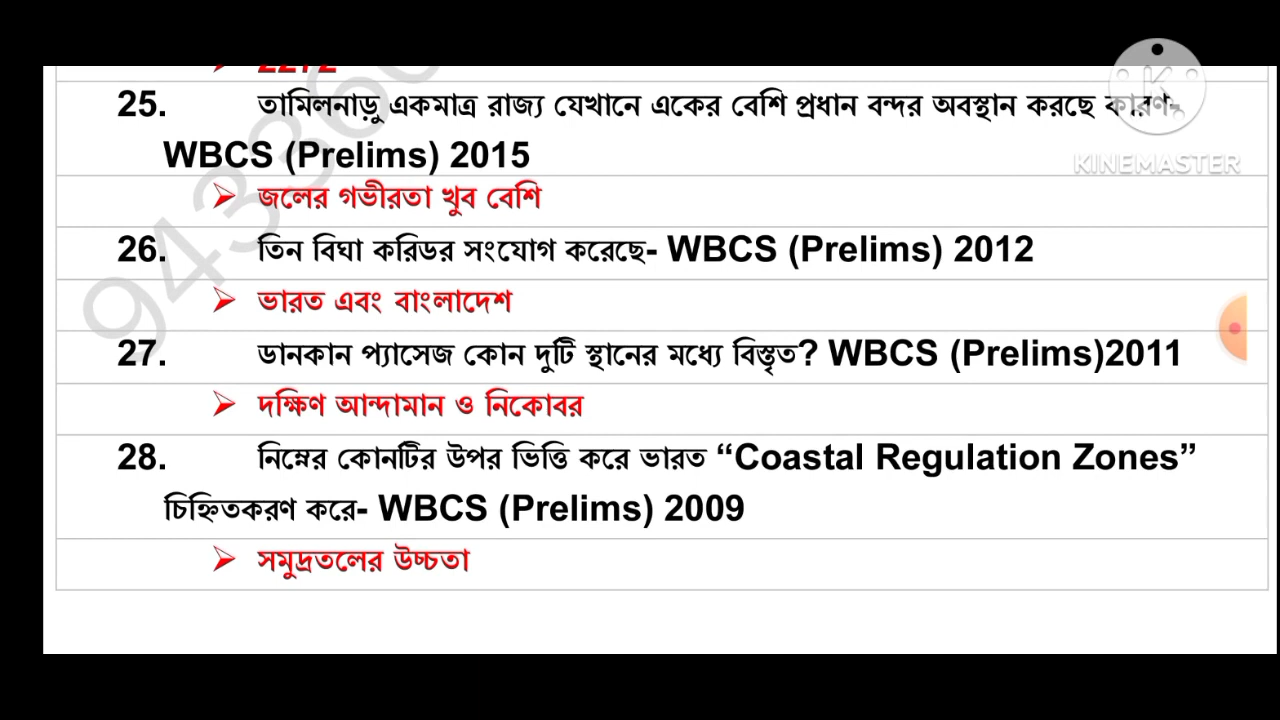 25. তামিলনাড়ু একমাত্র রাজ্য যেখানে একের বেশি প্রধান বন্দর অবস্থান করছে কারণ-
WBCS (Prelims) 2015
➢ জলের গভীরতা খুব বেশি
26. তিন বিঘা করিডর সংযোগ করেছে- WBCS (Prelims) 2012
➢ ভারত এবং বাংলাদেশ
27. ডানকান প্যাসেজ কোন দুটি স্থানের মধ্যে বিস্তৃত? WBCS (Prelims)2011
➢ দক্ষিণ আন্দামান ও নিকোবর
28. নিম্নের কোনটির উপর ভিত্তি করে ভারত “Coastal Regulation Zones”
চিহ্নিতকরণ করে- WBCS (Prelims) 2009
➢ সমুদ্রতলের উচ্চতা
KINEMASTER